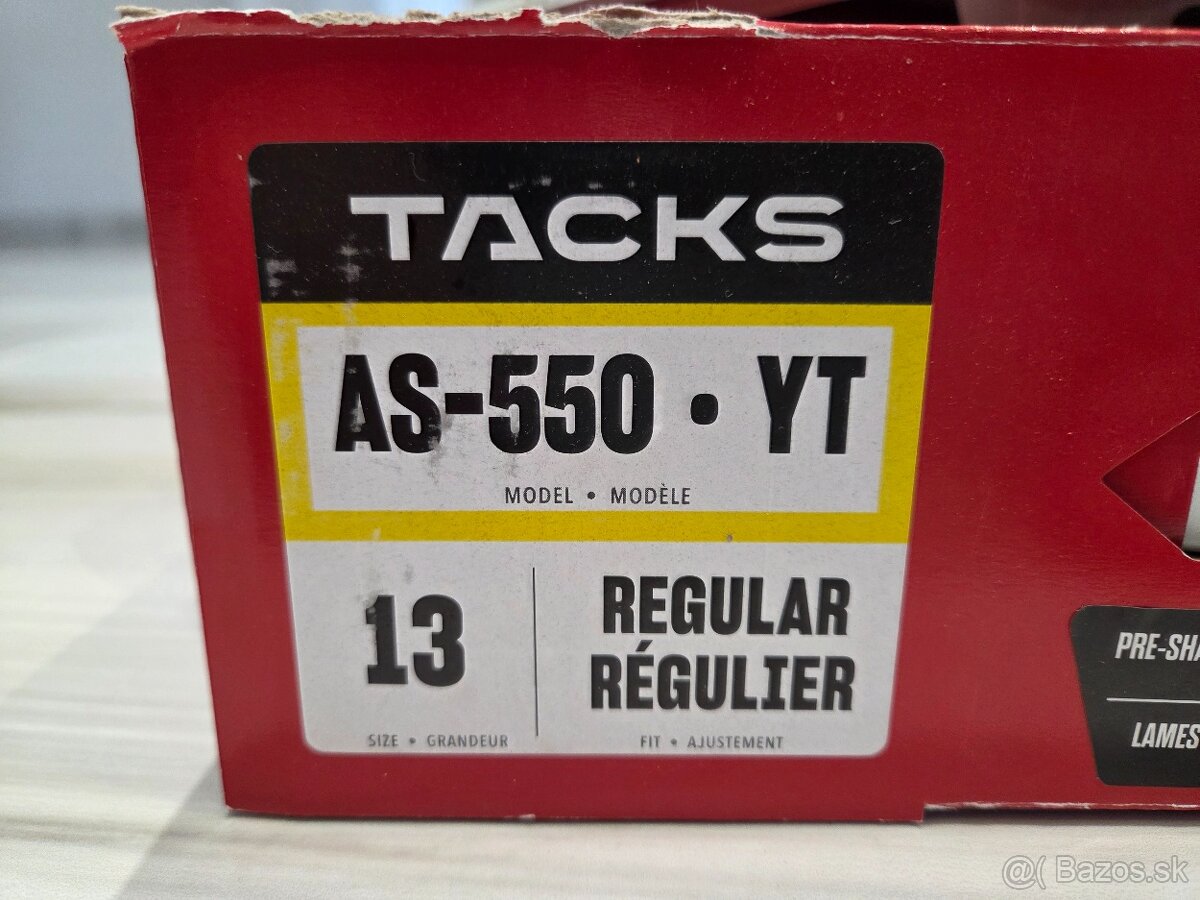 TACKS
AS-550 • YT
MODEL • MODÈLE
13
SIZE • GRANDEUR
REGULAR
RÉGULIER
FIT • AJUSTEMENT
LAMES
@( Bazos.sk